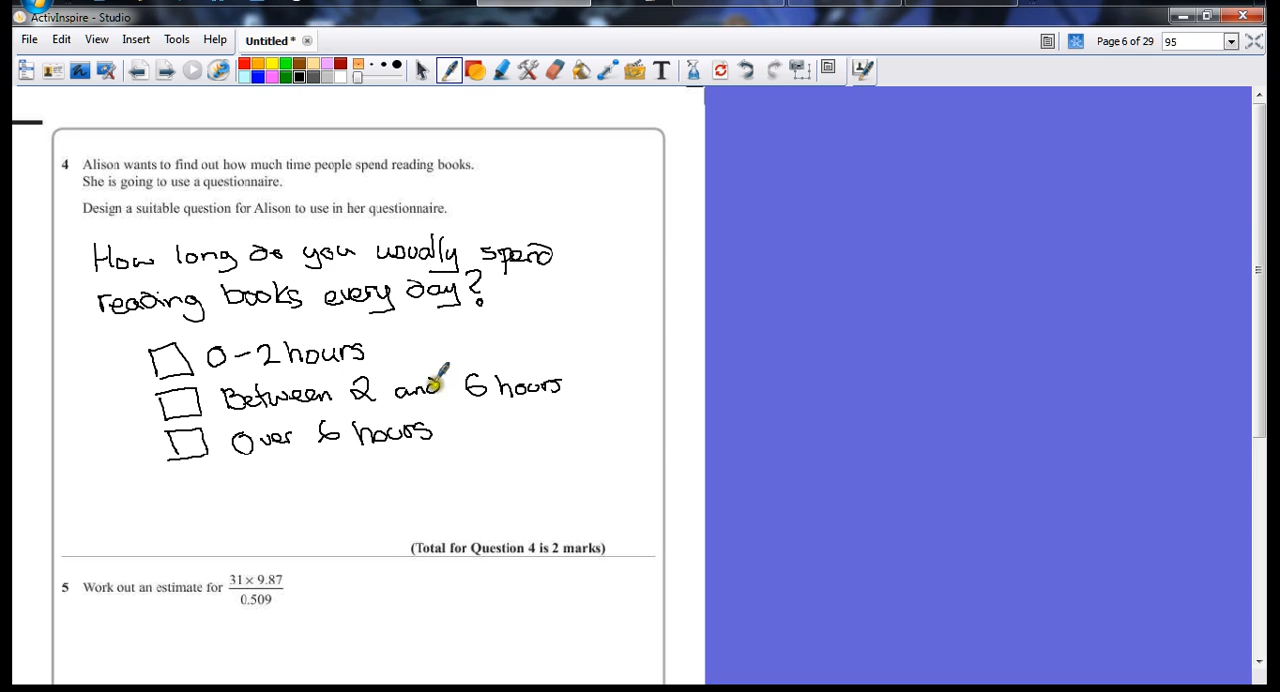 ActivInspire - Studio
File Edit View Insert Tools Help Untitled * Page 6 of 29 95
4 Alison wants to find out how much time people spend reading books.
She is going to use a questionnaire.
Design a suitable question for Alison to use in her questionnaire.
How long do you usually spend
reading books every day?
0-2 hours
Between 2 and 6 hours
Over 6 hours
(Total for Question 4 is 2 marks)
5 Work out an estimate for 31 × 9.87
0.509